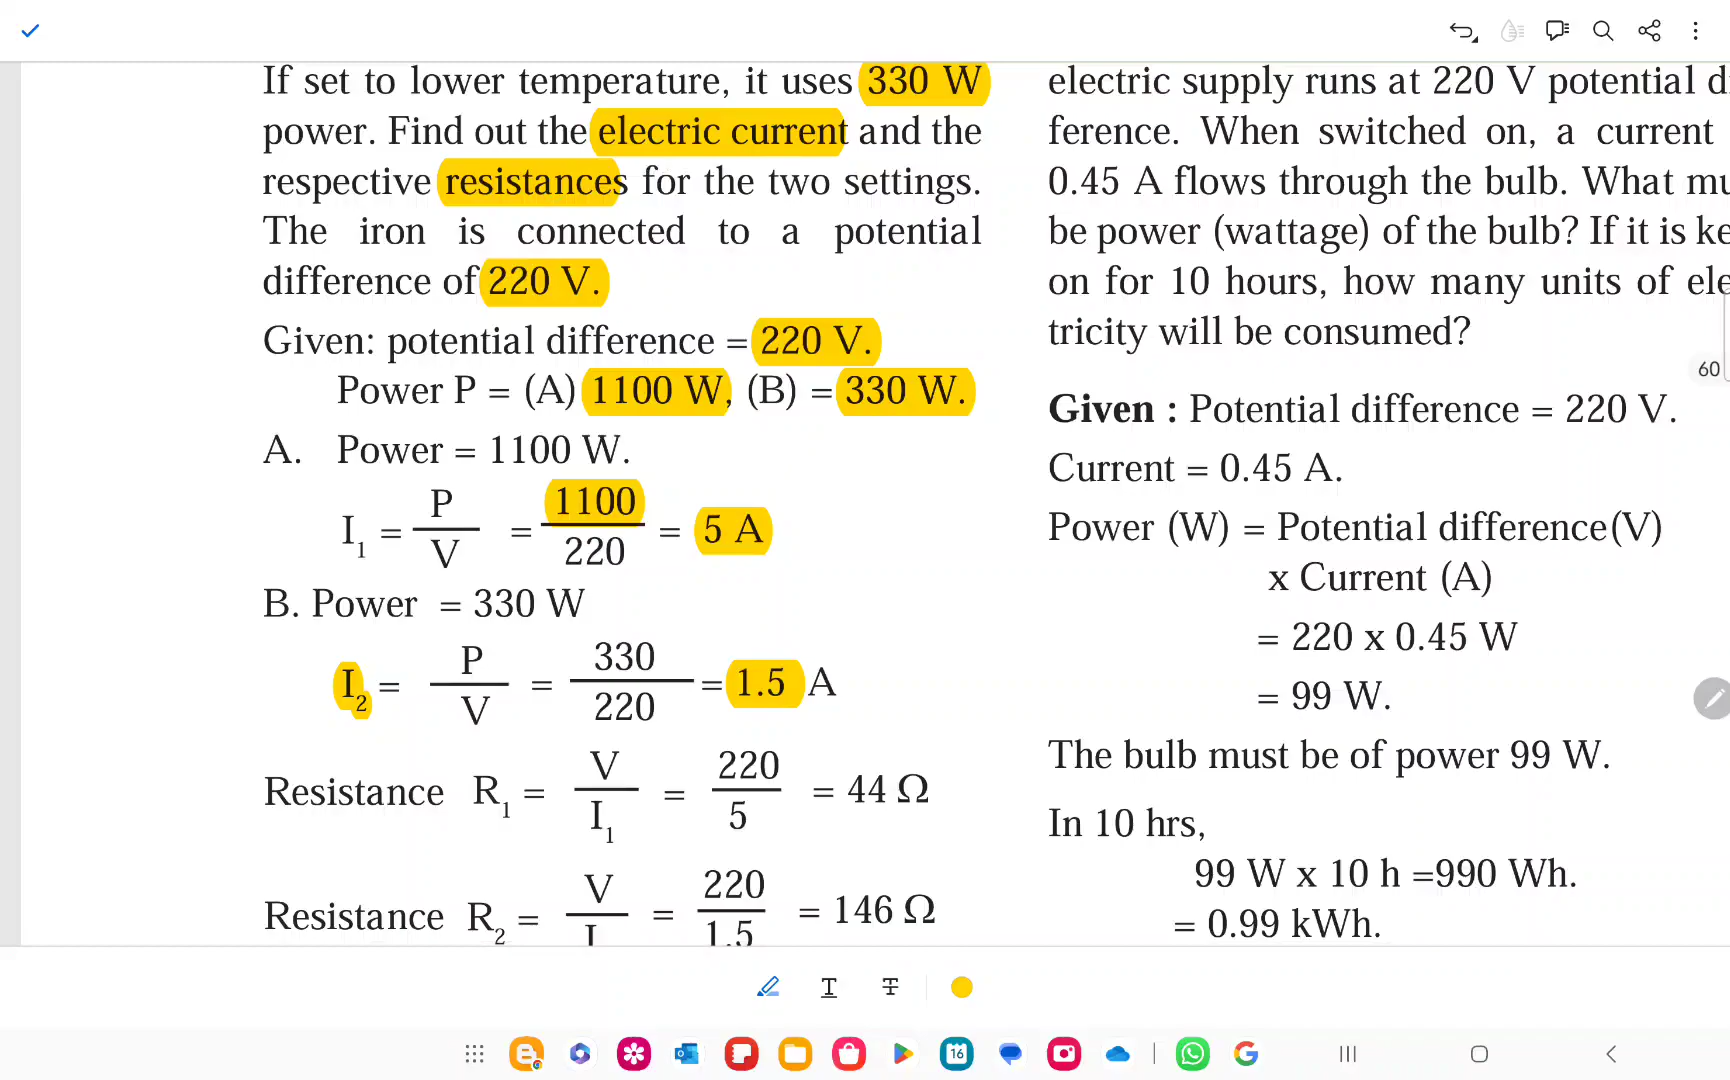 If set to lower temperature, it uses 330 W
power. Find out the electric current and the
respective resistances for the two settings.
The iron is connected to a potential
difference of 220 V.
Given: potential difference = 220 V.
Power P = (A) 1100 W, (B) = 330 W.
A. Power = 1100 W.
I₁ = P/V = 1100/220 = 5 A
B. Power = 330 W
I₂ = P/V = 330/220 = 1.5 A
Resistance R₁ = V/I₁ = 220/5 = 44 Ω
Resistance R₂ = V/I = 220/1.5 = 146 Ω
electric supply runs at 220 V potential
ference. When switched on, a current
0.45 A flows through the bulb. What
be power (wattage) of the bulb? If it is
on for 10 hours, how many units of
tricity will be consumed?
Given : Potential difference = 220 V.
Current = 0.45 A.
Power (W) = Potential difference(V)
x Current (A)
= 220 x 0.45 W
= 99 W.
The bulb must be of power 99 W.
In 10 hrs,
99 W x 10 h =990 Wh.
= 0.99 kWh.
60
T T
16